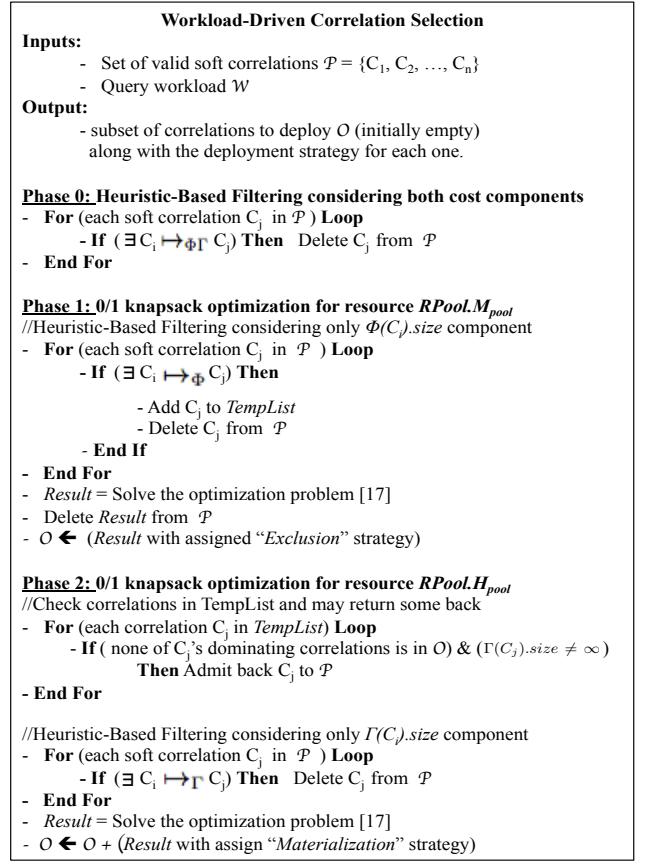 Workload-Driven Correlation Selection
Inputs:
- Set of valid soft correlations 𝒫 = {C₁, C₂, …, Cₙ}
- Query workload 𝒲
Output:
- subset of correlations to deploy 𝒪 (initially empty)
along with the deployment strategy for each one.
Phase 0: Heuristic-Based Filtering considering both cost components
- For (each soft correlation Cⱼ in 𝒫 ) Loop
- If ( ∃ Cᵢ ↦ΦΓ Cⱼ) Then Delete Cⱼ from 𝒫
- End For
Phase 1: 0/1 knapsack optimization for resource RPool.Mpool
//Heuristic-Based Filtering considering only Φ(Cᵢ).size component
- For (each soft correlation Cⱼ in 𝒫 ) Loop
- If ( ∃ Cᵢ ↦Φ Cⱼ) Then
- Add Cⱼ to TempList
- Delete Cⱼ from 𝒫
- End If
- End For
- Result = Solve the optimization problem [17]
- Delete Result from 𝒫
- 𝒪 ← (Result with assigned “Exclusion” strategy)
Phase 2: 0/1 knapsack optimization for resource RPool.Hpool
//Check correlations in TempList and may return some back
- For (each correlation Cⱼ in TempList) Loop
- If ( none of Cⱼ’s dominating correlations is in 𝒪) & (Γ(Cⱼ).size ≠ ∞ )
Then Admit back Cⱼ to 𝒫
- End For
//Heuristic-Based Filtering considering only Γ(Cᵢ).size component
- For (each soft correlation Cⱼ in 𝒫 ) Loop
- If ( ∃ Cᵢ ↦Γ Cⱼ) Then Delete Cⱼ from 𝒫
- End For
- Result = Solve the optimization problem [17]
- 𝒪 ← 𝒪 + (Result with assign “Materialization” strategy)